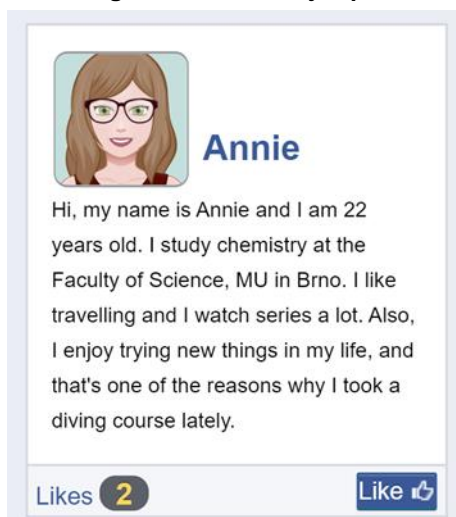 Annie
Hi, my name is Annie and I am 22
years old. I study chemistry at the
Faculty of Science, MU in Brno. I like
travelling and I watch series a lot. Also,
I enjoy trying new things in my life, and
that's one of the reasons why I took a
diving course lately.
Likes 2 Like